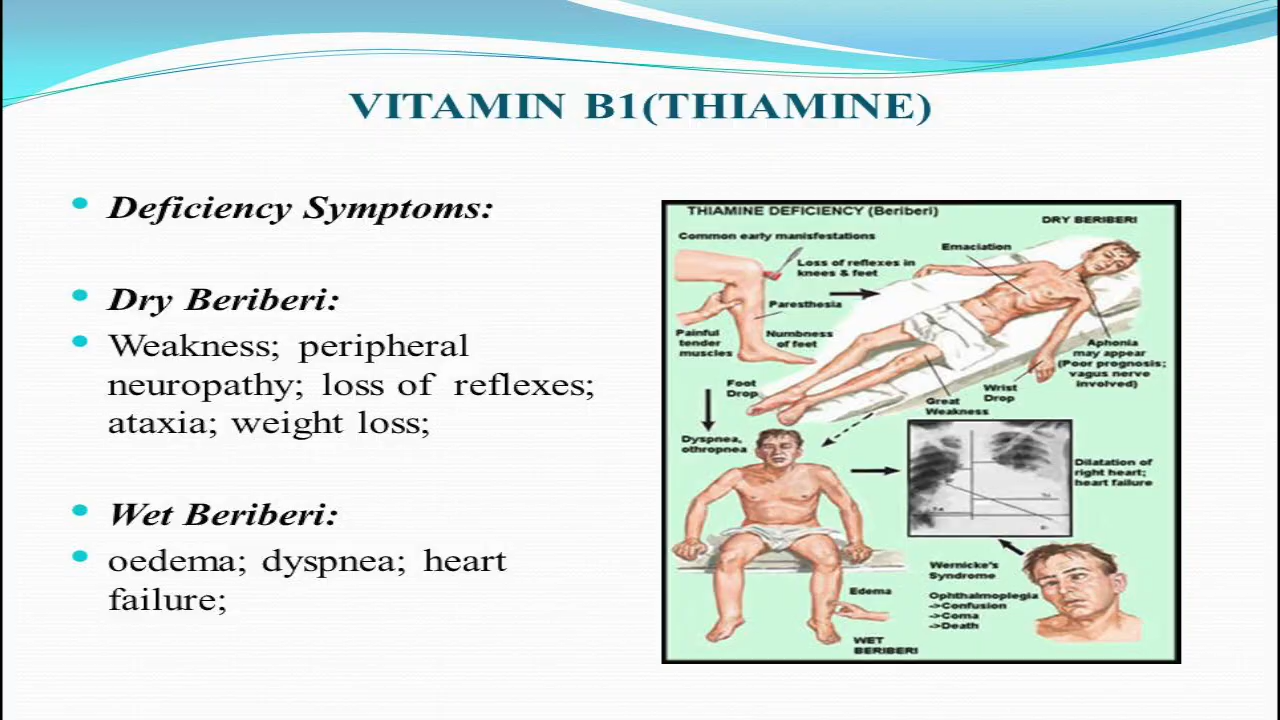 VITAMIN B1(THIAMINE)
• Deficiency Symptoms:
• Dry Beriberi:
• Weakness; peripheral
neuropathy; loss of reflexes;
ataxia; weight loss;
• Wet Beriberi:
• oedema; dyspnea; heart
failure;
THIAMINE DEFICIENCY (Beriberi)
DRY BERIBERI
Common early manisfestations
Emaciation
Loss of reflexes in
knees & feet
Paresthesia
Painful
tender
muscles
Numbness
of feet
Aphonia
may appear
(Poor prognosis;
vagus nerve
involved)
Foot
Drop
Wrist
Drop
Great
Weakness
Dyspnea,
othropnea
Dilatation of
right heart;
heart failure
Wernicke's
Syndrome
Ophthalmoplegia
->Confusion
->Coma
->Death
Edema
WET
BERIBERI